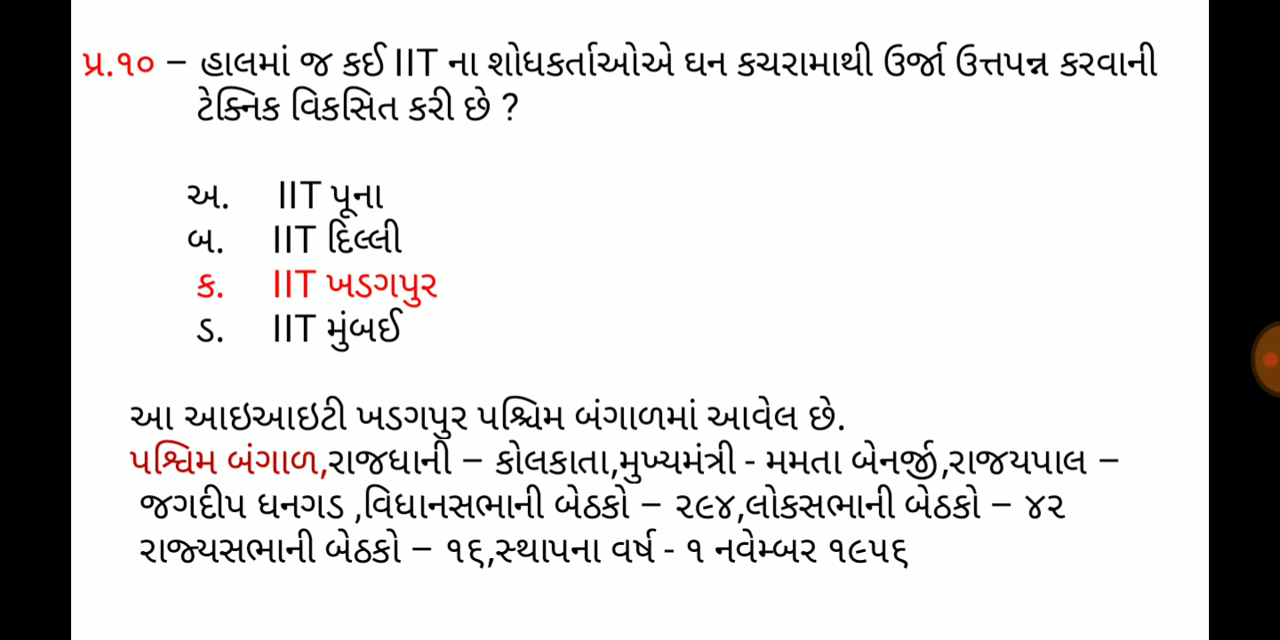 પ્ર.૧૦ – હાલમાં જ કઈ IIT ના શોધકર્તાઓએ ઘન કચરામાથી ઉર્જા ઉત્તપન્ન કરવાની
ટેક્નિક વિકસિત કરી છે ?
અ. IIT પૂના
બ. IIT દિલ્લી
ક. IIT ખડગપુર
ડ. IIT મુંબઈ
આ આઇઆઇટી ખડગપુર પશ્ચિમ બંગાળમાં આવેલ છે.
પશ્વિમ બંગાળ,રાજધાની – કોલકાતા,મુખ્યમંત્રી - મમતા બેનર્જી,રાજયપાલ –
જગદીપ ધનગડ ,વિધાનસભાની બેઠકો – ૨૯૪,લોકસભાની બેઠકો – ૪૨
રાજ્યસભાની બેઠકો – ૧૬,સ્થાપના વર્ષ - ૧ નવેમ્બર ૧૯૫૬